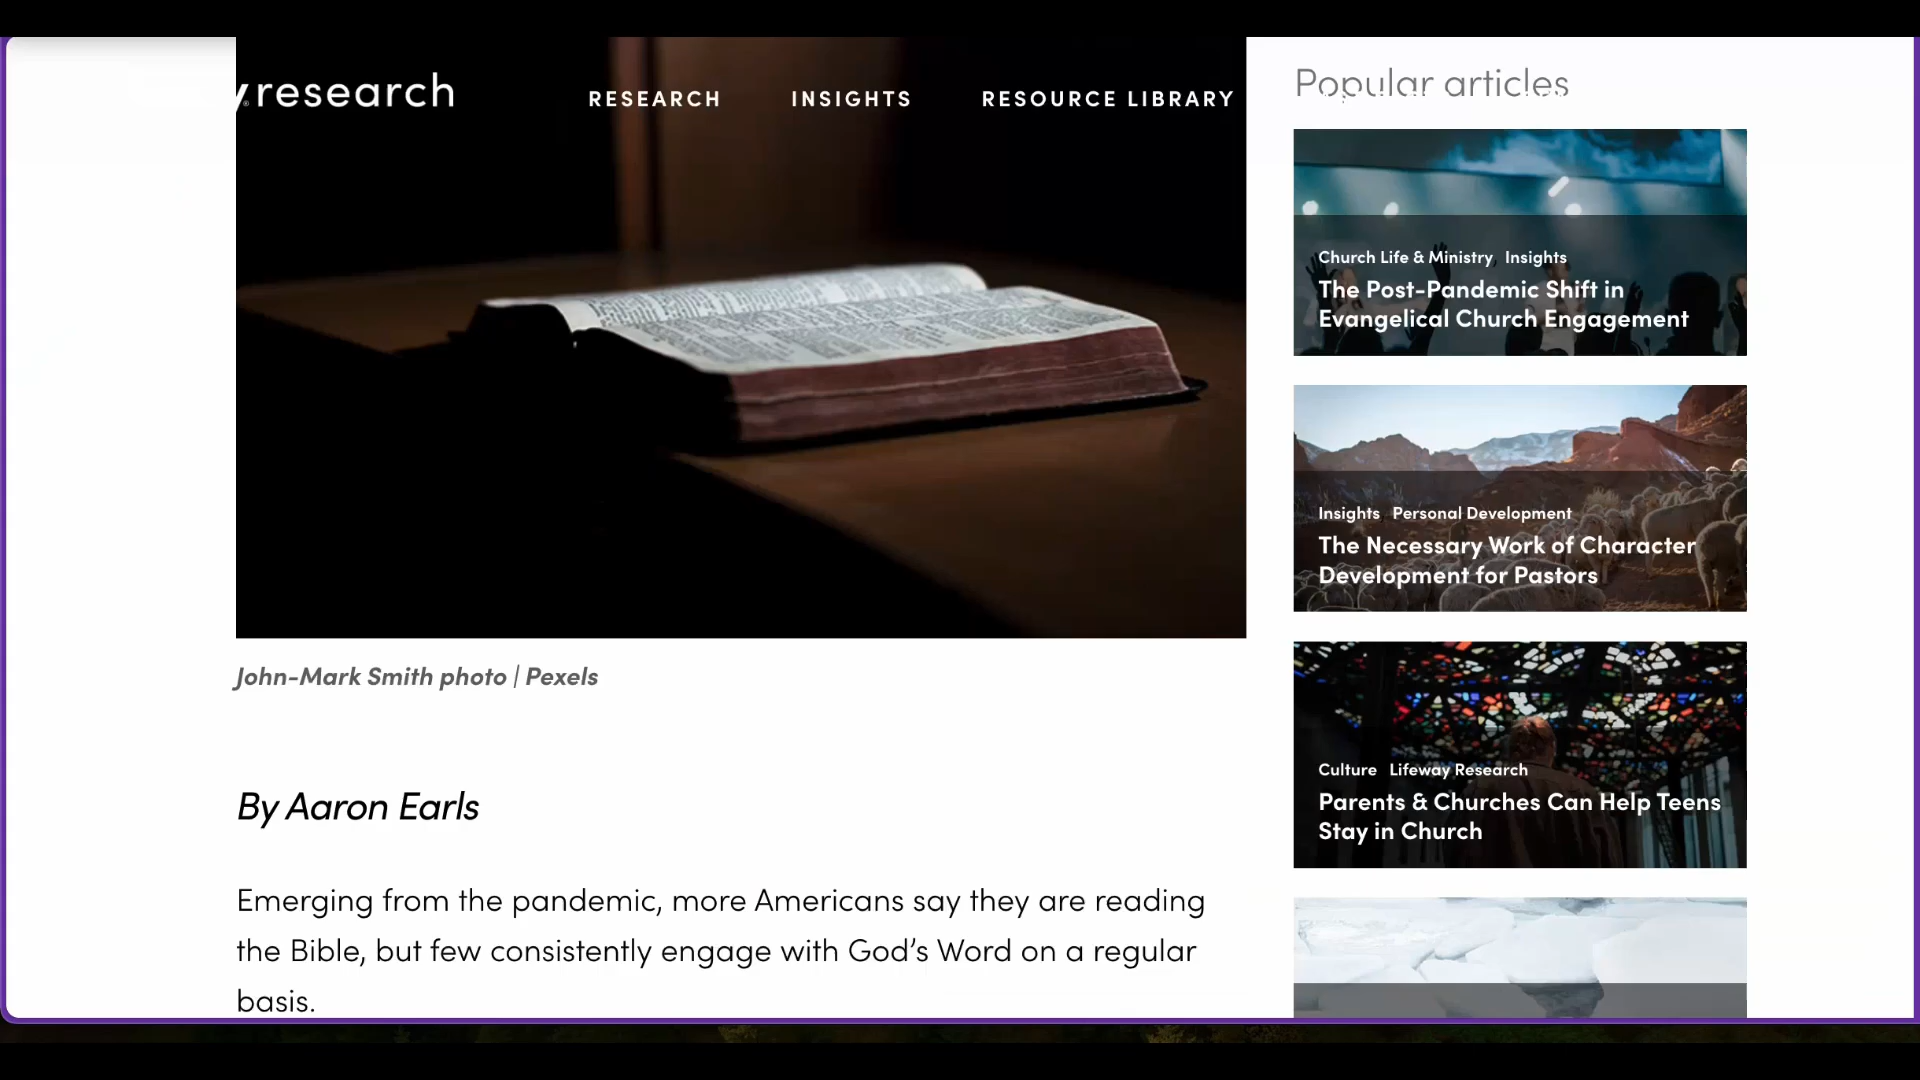 research
RESEARCH
INSIGHTS
RESOURCE LIBRARY
John-Mark Smith photo | Pexels
By Aaron Earls
Emerging from the pandemic, more Americans say they are reading
the Bible, but few consistently engage with God’s Word on a regular
basis.
Popular articles
Church Life & Ministry Insights
The Post-Pandemic Shift in
Evangelical Church Engagement
Insights Personal Development
The Necessary Work of Character
Development for Pastors
Culture Lifeway Research
Parents & Churches Can Help Teens
Stay in Church